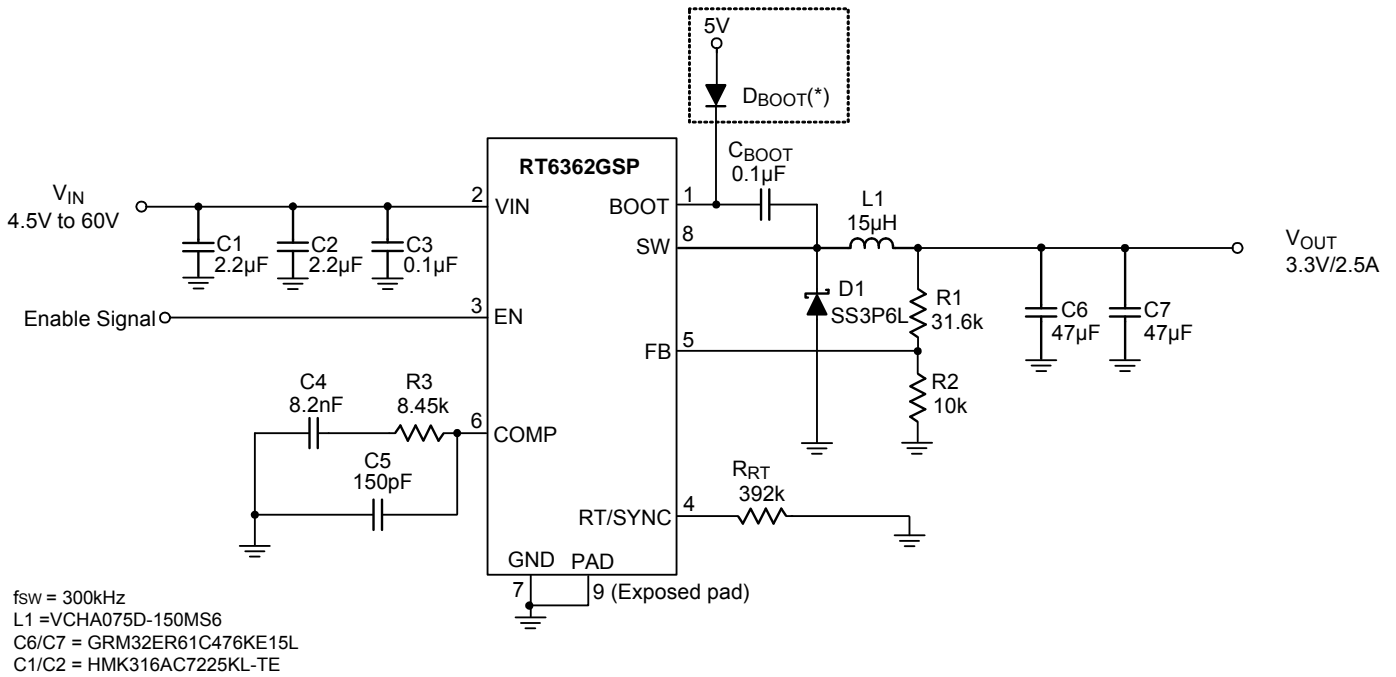 5V
DBOOT(*)
RT6362GSP
CBOOT
0.1µF
VIN
4.5V to 60V
2
VIN
BOOT
1
L1
15µH
SW
8
VOUT
3.3V/2.5A
C1
2.2µF
C2
2.2µF
C3
0.1µF
D1
SS3P6L
R1
31.6k
C6
47µF
C7
47µF
Enable Signal
3
EN
FB
5
R2
10k
C4
8.2nF
R3
8.45k
6
COMP
C5
150pF
RRT
392k
RT/SYNC
4
GND
PAD
7
9 (Exposed pad)
fsw = 300kHz
L1 =VCHA075D-150MS6
C6/C7 = GRM32ER61C476KE15L
C1/C2 = HMK316AC7225KL-TE